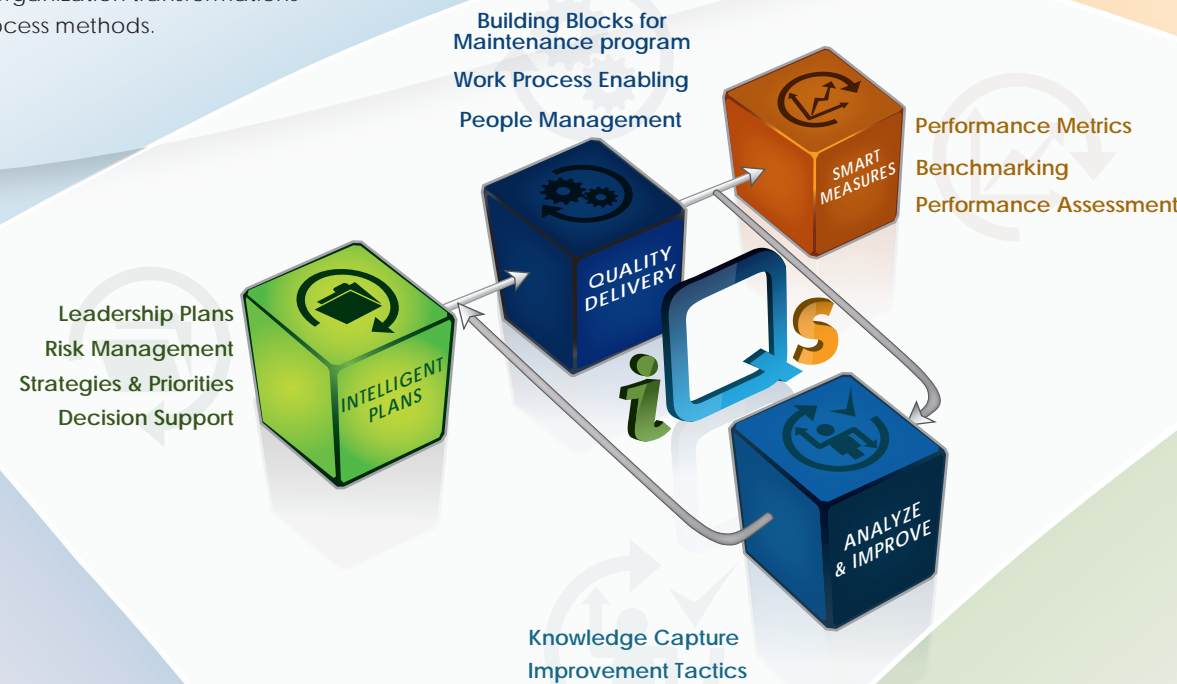 organization transformations
ocess methods.
Building Blocks for
Maintenance program
Work Process Enabling
People Management
SMART
MEASURES
Performance Metrics
Benchmarking
Performance Assessment
QUALITY
DELIVERY
Leadership Plans
Risk Management
Strategies & Priorities
Decision Support
INTELLIGENT
PLANS
iQs
ANALYZE
& IMPROVE
Knowledge Capture
Improvement Tactics